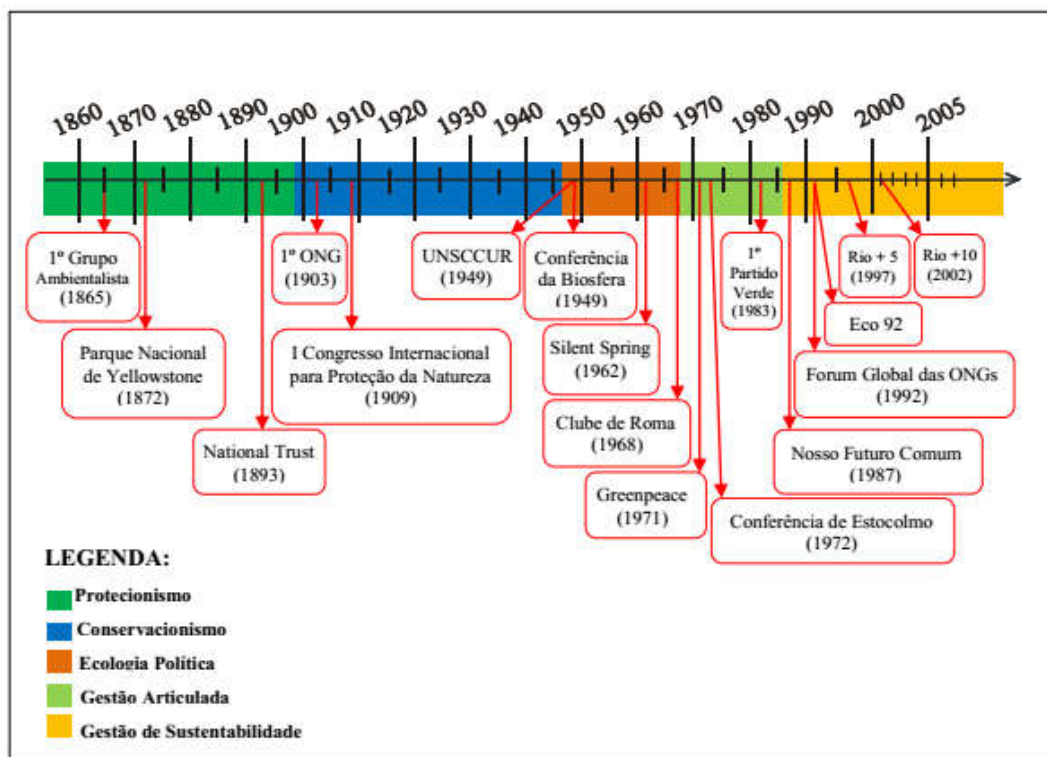 1860
1870
1880
1890
1900
1910
1920
1930
1940
1950
1960
1970
1980
1990
2000
2005
1º Grupo
Ambientalista
(1865)
1º ONG
(1903)
UNSCCUR
(1949)
Conferência
da Biosfera
(1949)
1º
Partido
Verde
(1983)
Rio + 5
(1997)
Rio +10
(2002)
Eco 92
Parque Nacional
de Yellowstone
(1872)
I Congresso Internacional
para Proteção da Natureza
(1909)
Silent Spring
(1962)
Forum Global das ONGs
(1992)
National Trust
(1893)
Clube de Roma
(1968)
Nosso Futuro Comum
(1987)
Greenpeace
(1971)
Conferência de Estocolmo
(1972)
LEGENDA:
Protecionismo
Conservacionismo
Ecologia Política
Gestão Articulada
Gestão de Sustentabilidade